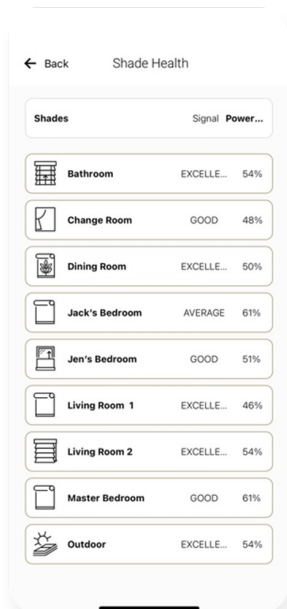 Back Shade Health
Shades Signal Power...
Bathroom EXCELLE... 54%
Change Room GOOD 48%
Dining Room EXCELLE... 50%
Jack's Bedroom AVERAGE 61%
Jen's Bedroom GOOD 51%
Living Room 1 EXCELLE... 46%
Living Room 2 EXCELLE... 54%
Master Bedroom GOOD 61%
Outdoor EXCELLE... 54%